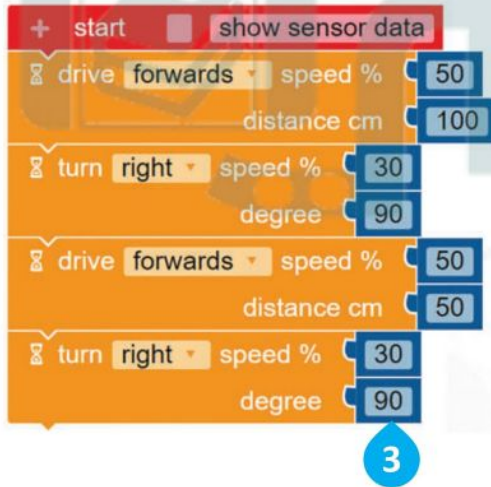 + start show sensor data
drive forwards speed % 50
distance cm 100
turn right speed % 30
degree 90
drive forwards speed % 50
distance cm 50
turn right speed % 30
degree 90
3